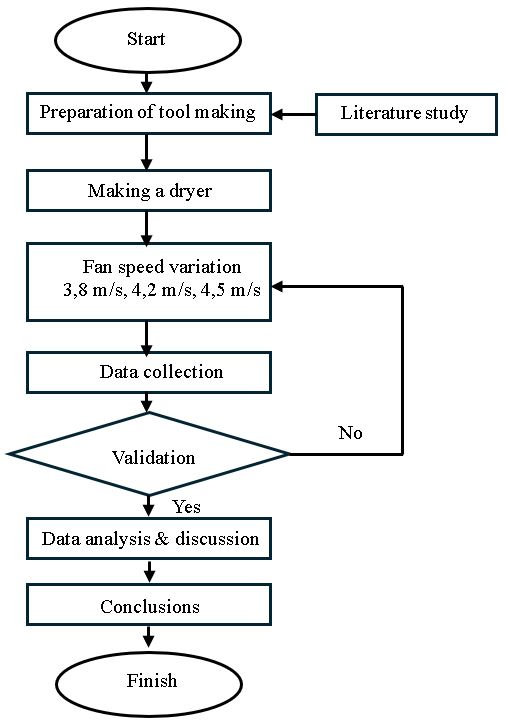 Start
Preparation of tool making
Literature study
Making a dryer
Fan speed variation
3,8 m/s, 4,2 m/s, 4,5 m/s
Data collection
No
Validation
Yes
Data analysis & discussion
Conclusions
Finish